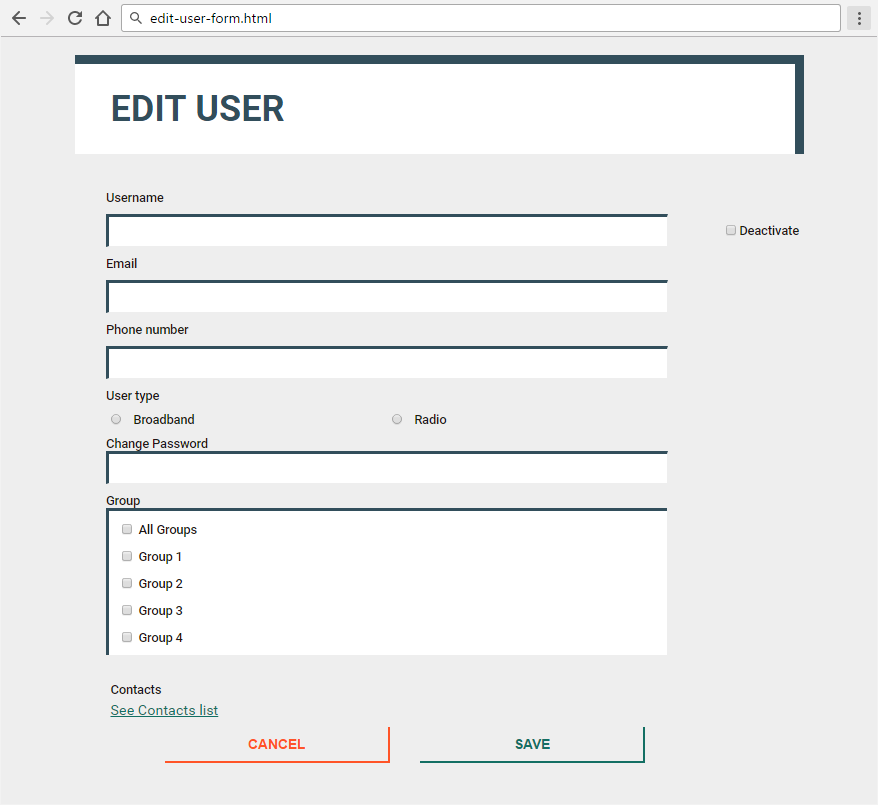 edit-user-form.html
EDIT USER
Username
Deactivate
Email
Phone number
User type
Broadband Radio
Change Password
Group
All Groups
Group 1
Group 2
Group 3
Group 4
Contacts
See Contacts list
CANCEL SAVE